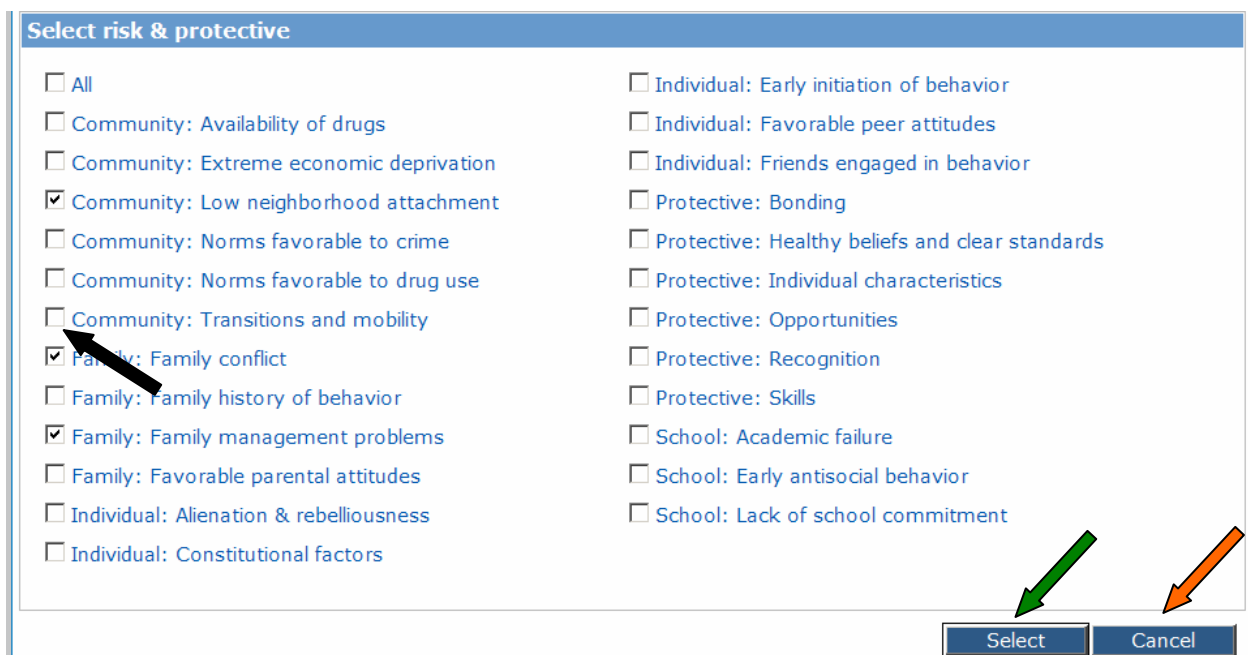 Select risk & protective
All
Community: Availability of drugs
Community: Extreme economic deprivation
Community: Low neighborhood attachment
Community: Norms favorable to crime
Community: Norms favorable to drug use
Community: Transitions and mobility
Family: Family conflict
Family: Family history of behavior
Family: Family management problems
Family: Favorable parental attitudes
Individual: Alienation & rebelliousness
Individual: Constitutional factors
Individual: Early initiation of behavior
Individual: Favorable peer attitudes
Individual: Friends engaged in behavior
Protective: Bonding
Protective: Healthy beliefs and clear standards
Protective: Individual characteristics
Protective: Opportunities
Protective: Recognition
Protective: Skills
School: Academic failure
School: Early antisocial behavior
School: Lack of school commitment
Select
Cancel